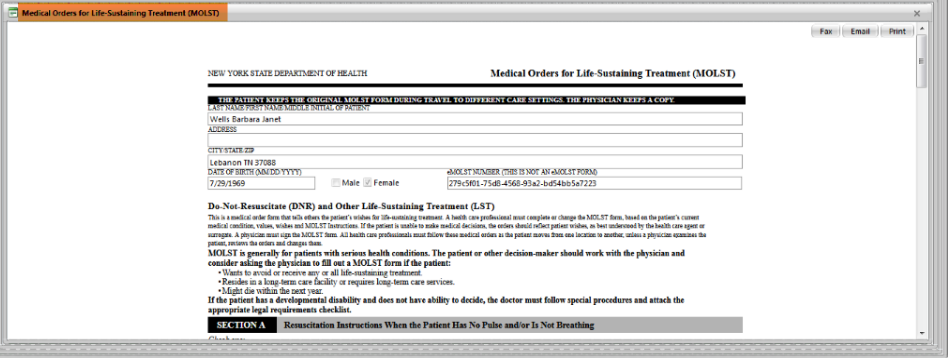 Medical Orders for Life-Sustaining Treatment (MOLST)
Fax Email Print
NEW YORK STATE DEPARTMENT OF HEALTH
Medical Orders for Life-Sustaining Treatment (MOLST)
THE PATIENT KEEPS THE ORIGINAL MOLST FORM DURING TRAVEL TO DIFFERENT CARE SETTINGS. THE PHYSICIAN KEEPS A COPY.
LAST NAME/FIRST NAME/MIDDLE INITIAL OF PATIENT
Wells Barbara Janet
ADDRESS
CITY/STATE/ZIP
Lebanon TN 37088
DATE OF BIRTH (MM/DD/YYYY)
eMOLST NUMBER (THIS IS NOT AN eMOLST FORM)
7/29/1969
Male Female
279c5f01-75d8-4568-93a2-bd54bb5a7223
Do-Not-Resuscitate (DNR) and Other Life-Sustaining Treatment (LST)
This is a medical order form that tells others the patient's wishes for life-sustaining treatment. A health care professional must complete or change the MOLST form, based on the patient's current
medical condition, values, wishes and MOLST Instructions. If the patient is unable to make medical decisions, the orders should reflect patient wishes, as best understood by the health care agent or
surrogate. A physician must sign the MOLST form. All health care professionals must follow these medical orders as the patient moves from one location to another, unless a physician examines the
patient, reviews the orders and changes them.
MOLST is generally for patients with serious health conditions. The patient or other decision-maker should work with the physician and
consider asking the physician to fill out a MOLST form if the patient:
• Wants to avoid or receive any or all life-sustaining treatment.
• Resides in a long-term care facility or requires long-term care services.
• Might die within the next year.
If the patient has a developmental disability and does not have ability to decide, the doctor must follow special procedures and attach the
appropriate legal requirements checklist.
SECTION A Resuscitation Instructions When the Patient Has No Pulse and/or Is Not Breathing